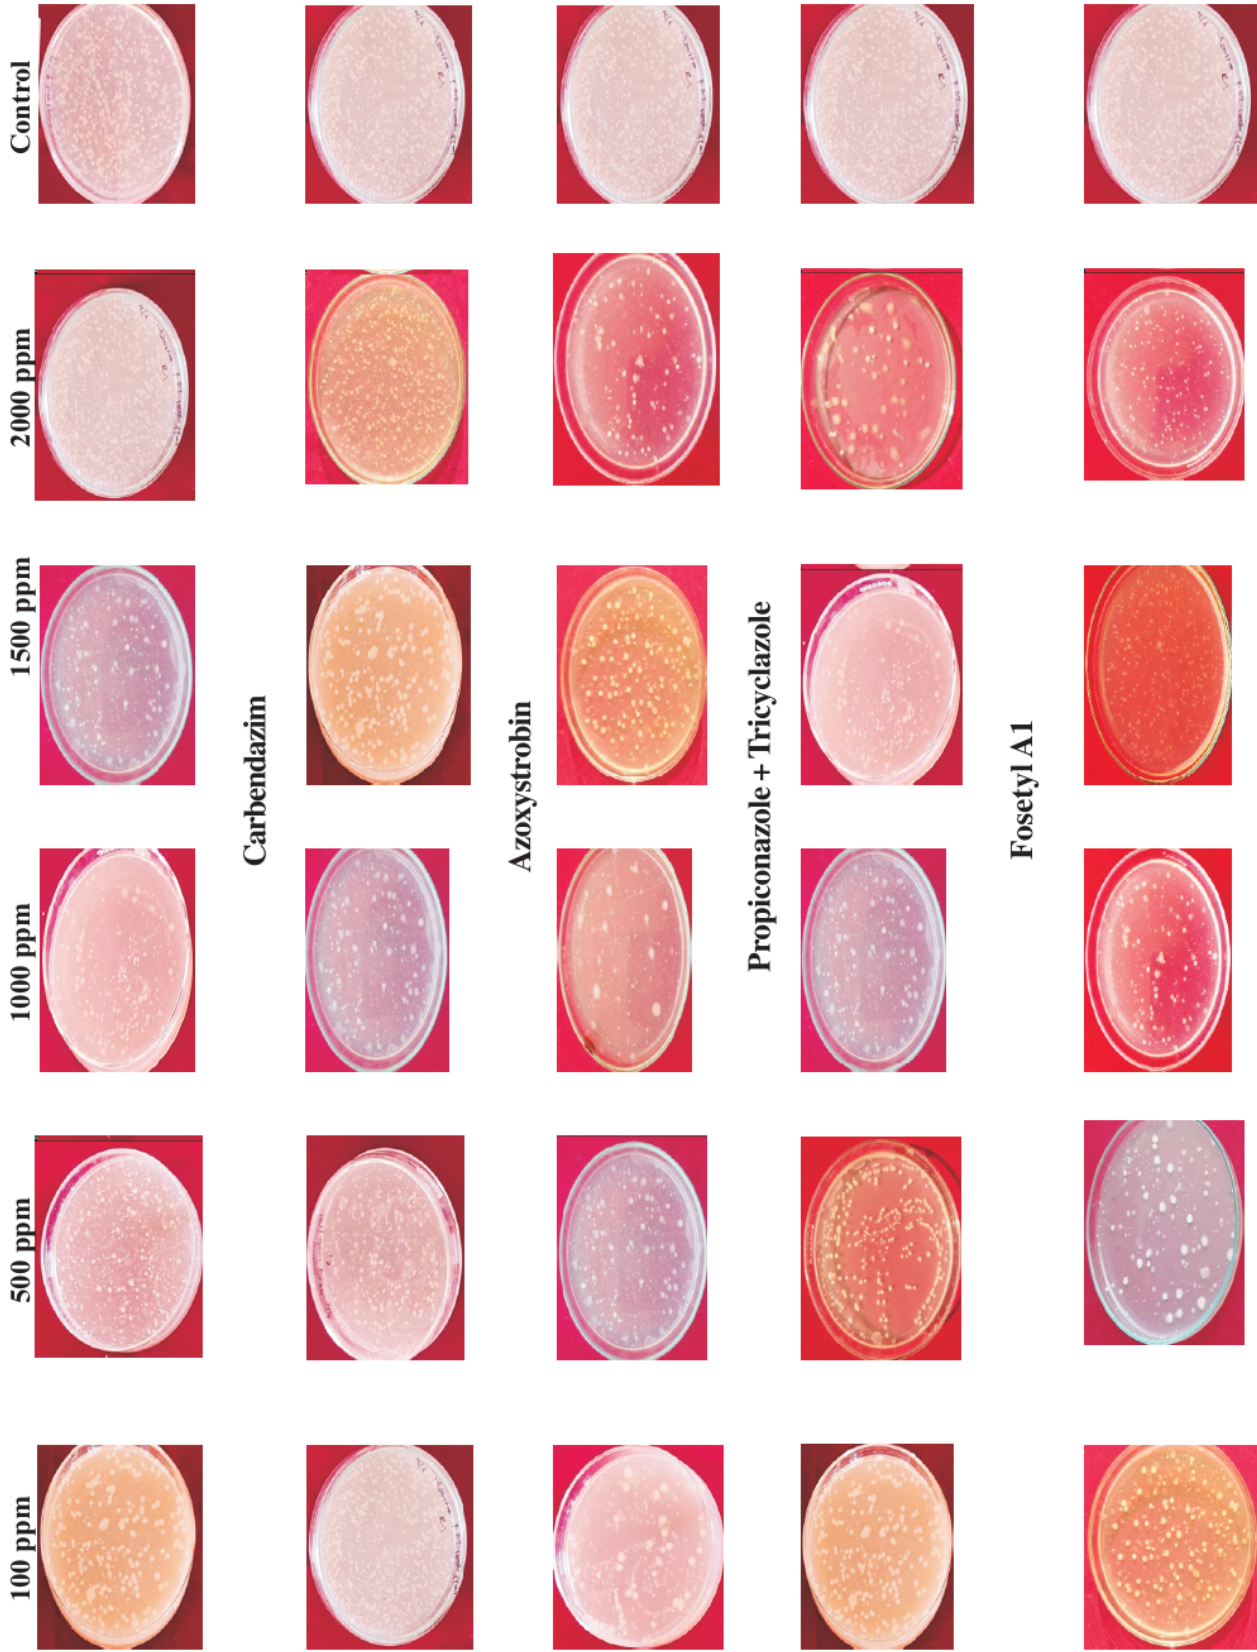 100 ppm
500 ppm
1000 ppm
1500 ppm
2000 ppm
Control
Carbendazim
Azoxystrobin
Propiconazole + Tricyclazole
Fosetyl A1